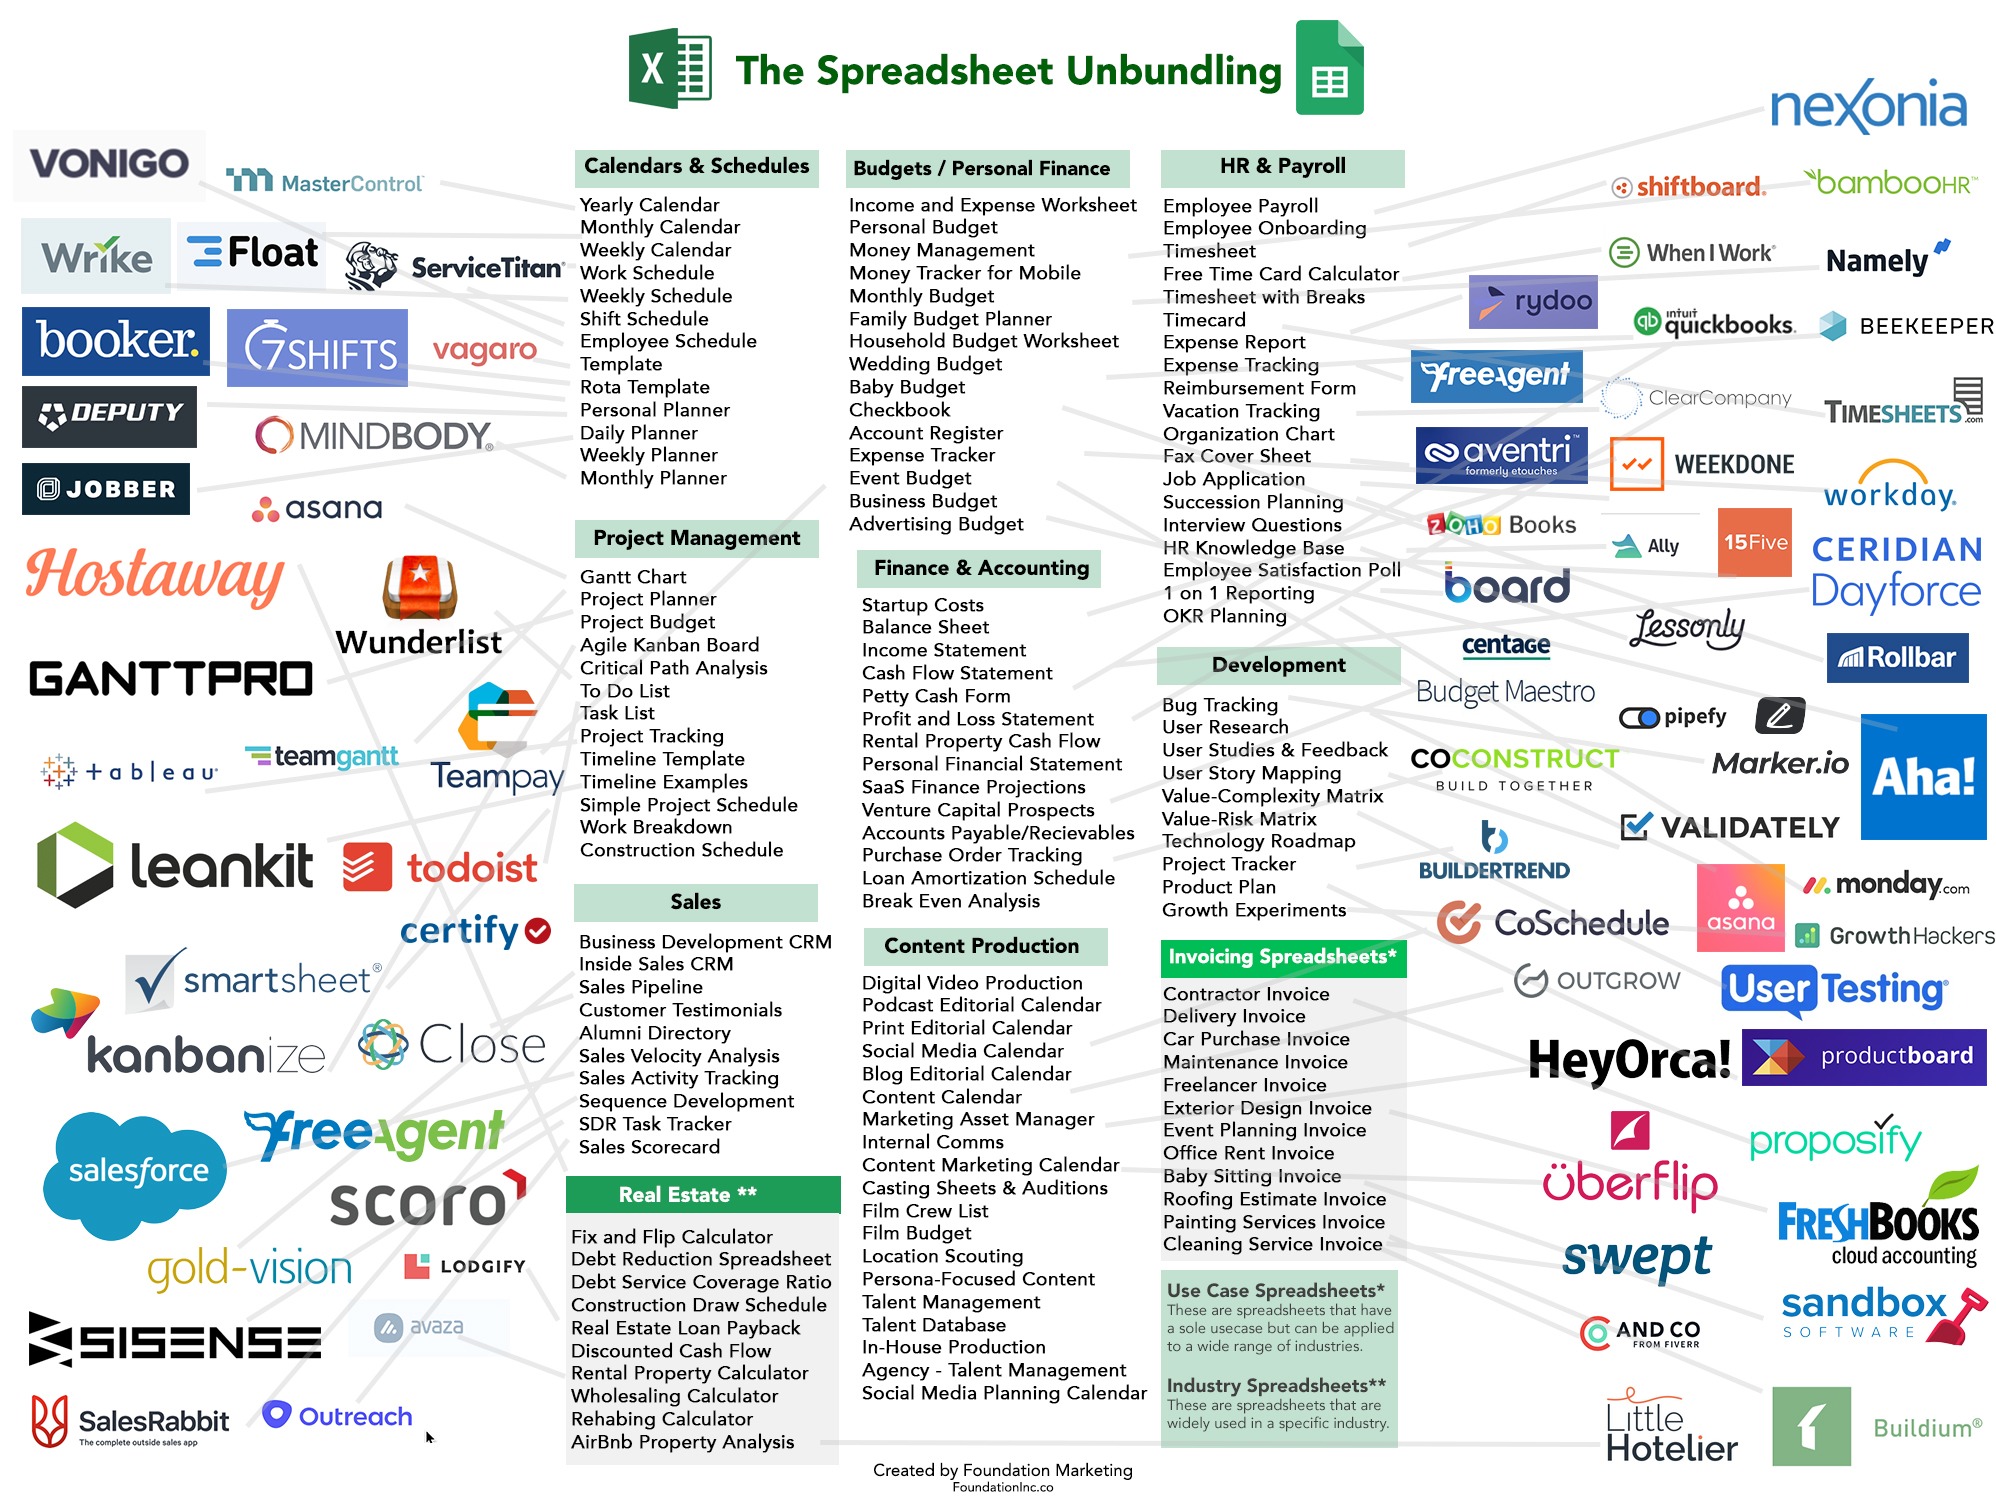 X
The Spreadsheet Unbundling
VONIGO
MasterControl
Wrike
Float
ServiceTitan
booker.
7SHIFTS
vagaro
DEPUTY
MINDBODY
JOBBER
asana
Hostaway
Wunderlist
GANTTPRO
+ableau
teamgantt
Teampay
leankit
todoist
certify
smartsheet
kanbanize
Close
salesforce
freeagent
scoro
gold-vision
LODGIFY
SISENSE
avaza
SalesRabbit
The complete outside sales app
Outreach
Calendars & Schedules
Yearly Calendar
Monthly Calendar
Weekly Calendar
Work Schedule
Weekly Schedule
Shift Schedule
Employee Schedule
Template
Rota Template
Personal Planner
Daily Planner
Weekly Planner
Monthly Planner
Project Management
Gantt Chart
Project Planner
Project Budget
Agile Kanban Board
Critical Path Analysis
To Do List
Task List
Project Tracking
Timeline Template
Timeline Examples
Simple Project Schedule
Work Breakdown
Construction Schedule
Sales
Business Development CRM
Inside Sales CRM
Sales Pipeline
Customer Testimonials
Alumni Directory
Sales Velocity Analysis
Sales Activity Tracking
Sequence Development
SDR Task Tracker
Sales Scorecard
Real Estate **
Fix and Flip Calculator
Debt Reduction Spreadsheet
Debt Service Coverage Ratio
Construction Draw Schedule
Real Estate Loan Payback
Discounted Cash Flow
Rental Property Calculator
Wholesaling Calculator
Rehabing Calculator
AirBnb Property Analysis
Budgets / Personal Finance
Income and Expense Worksheet
Personal Budget
Money Management
Money Tracker for Mobile
Monthly Budget
Family Budget Planner
Household Budget Worksheet
Wedding Budget
Baby Budget
Checkbook
Account Register
Expense Tracker
Event Budget
Business Budget
Advertising Budget
Finance & Accounting
Startup Costs
Balance Sheet
Income Statement
Cash Flow Statement
Petty Cash Form
Profit and Loss Statement
Rental Property Cash Flow
Personal Financial Statement
SaaS Finance Projections
Venture Capital Prospects
Accounts Payable/Recievables
Purchase Order Tracking
Loan Amortization Schedule
Break Even Analysis
Content Production
Digital Video Production
Podcast Editorial Calendar
Print Editorial Calendar
Social Media Calendar
Blog Editorial Calendar
Content Calendar
Marketing Asset Manager
Internal Comms
Content Marketing Calendar
Casting Sheets & Auditions
Film Crew List
Film Budget
Location Scouting
Persona-Focused Content
Talent Management
Talent Database
In-House Production
Agency - Talent Management
Social Media Planning Calendar
HR & Payroll
Employee Payroll
Employee Onboarding
Timesheet
Free Time Card Calculator
Timesheet with Breaks
Timecard
Expense Report
Expense Tracking
Reimbursement Form
Vacation Tracking
Organization Chart
Fax Cover Sheet
Job Application
Succession Planning
Interview Questions
HR Knowledge Base
Employee Satisfaction Poll
1 on 1 Reporting
OKR Planning
Development
Bug Tracking
User Research
User Studies & Feedback
User Story Mapping
Value-Complexity Matrix
Value-Risk Matrix
Technology Roadmap
Project Tracker
Product Plan
Growth Experiments
Invoicing Spreadsheets*
Contractor Invoice
Delivery Invoice
Car Purchase Invoice
Maintenance Invoice
Freelancer Invoice
Exterior Design Invoice
Event Planning Invoice
Office Rent Invoice
Baby Sitting Invoice
Roofing Estimate Invoice
Painting Services Invoice
Cleaning Service Invoice
Use Case Spreadsheets*
These are spreadsheets that have
a sole usecase but can be applied
to a wide range of industries.
Industry Spreadsheets**
These are spreadsheets that are
widely used in a specific industry.
nexonia
shiftboard.
bambooHR™
When I Work
Namely
rydoo
qb intuit quickbooks.
BEEKEEPER
freeagent
ClearCompany
TIMESHEETS.com
aventri™
formerly etouches
WEEKDONE
workday.
ZOHO Books
Ally
15Five
CERIDIAN
Dayforce
board
Lessonly
centage
Budget Maestro
Rollbar
pipefy
Marker.io
Aha!
COCONSTRUCT
BUILD TOGETHER
VALIDATELY
BUILDERTREND
asana
monday.com
CoSchedule
GrowthHackers
OUTGROW
UserTesting
HeyOrca!
productboard
proposify
überflip
FRESHBOOKS
cloud accounting
swept
sandbox
SOFTWARE
AND CO
FROM FIVERR
Little
Hotelier
Buildium®
Created by Foundation Marketing
FoundationInc.co